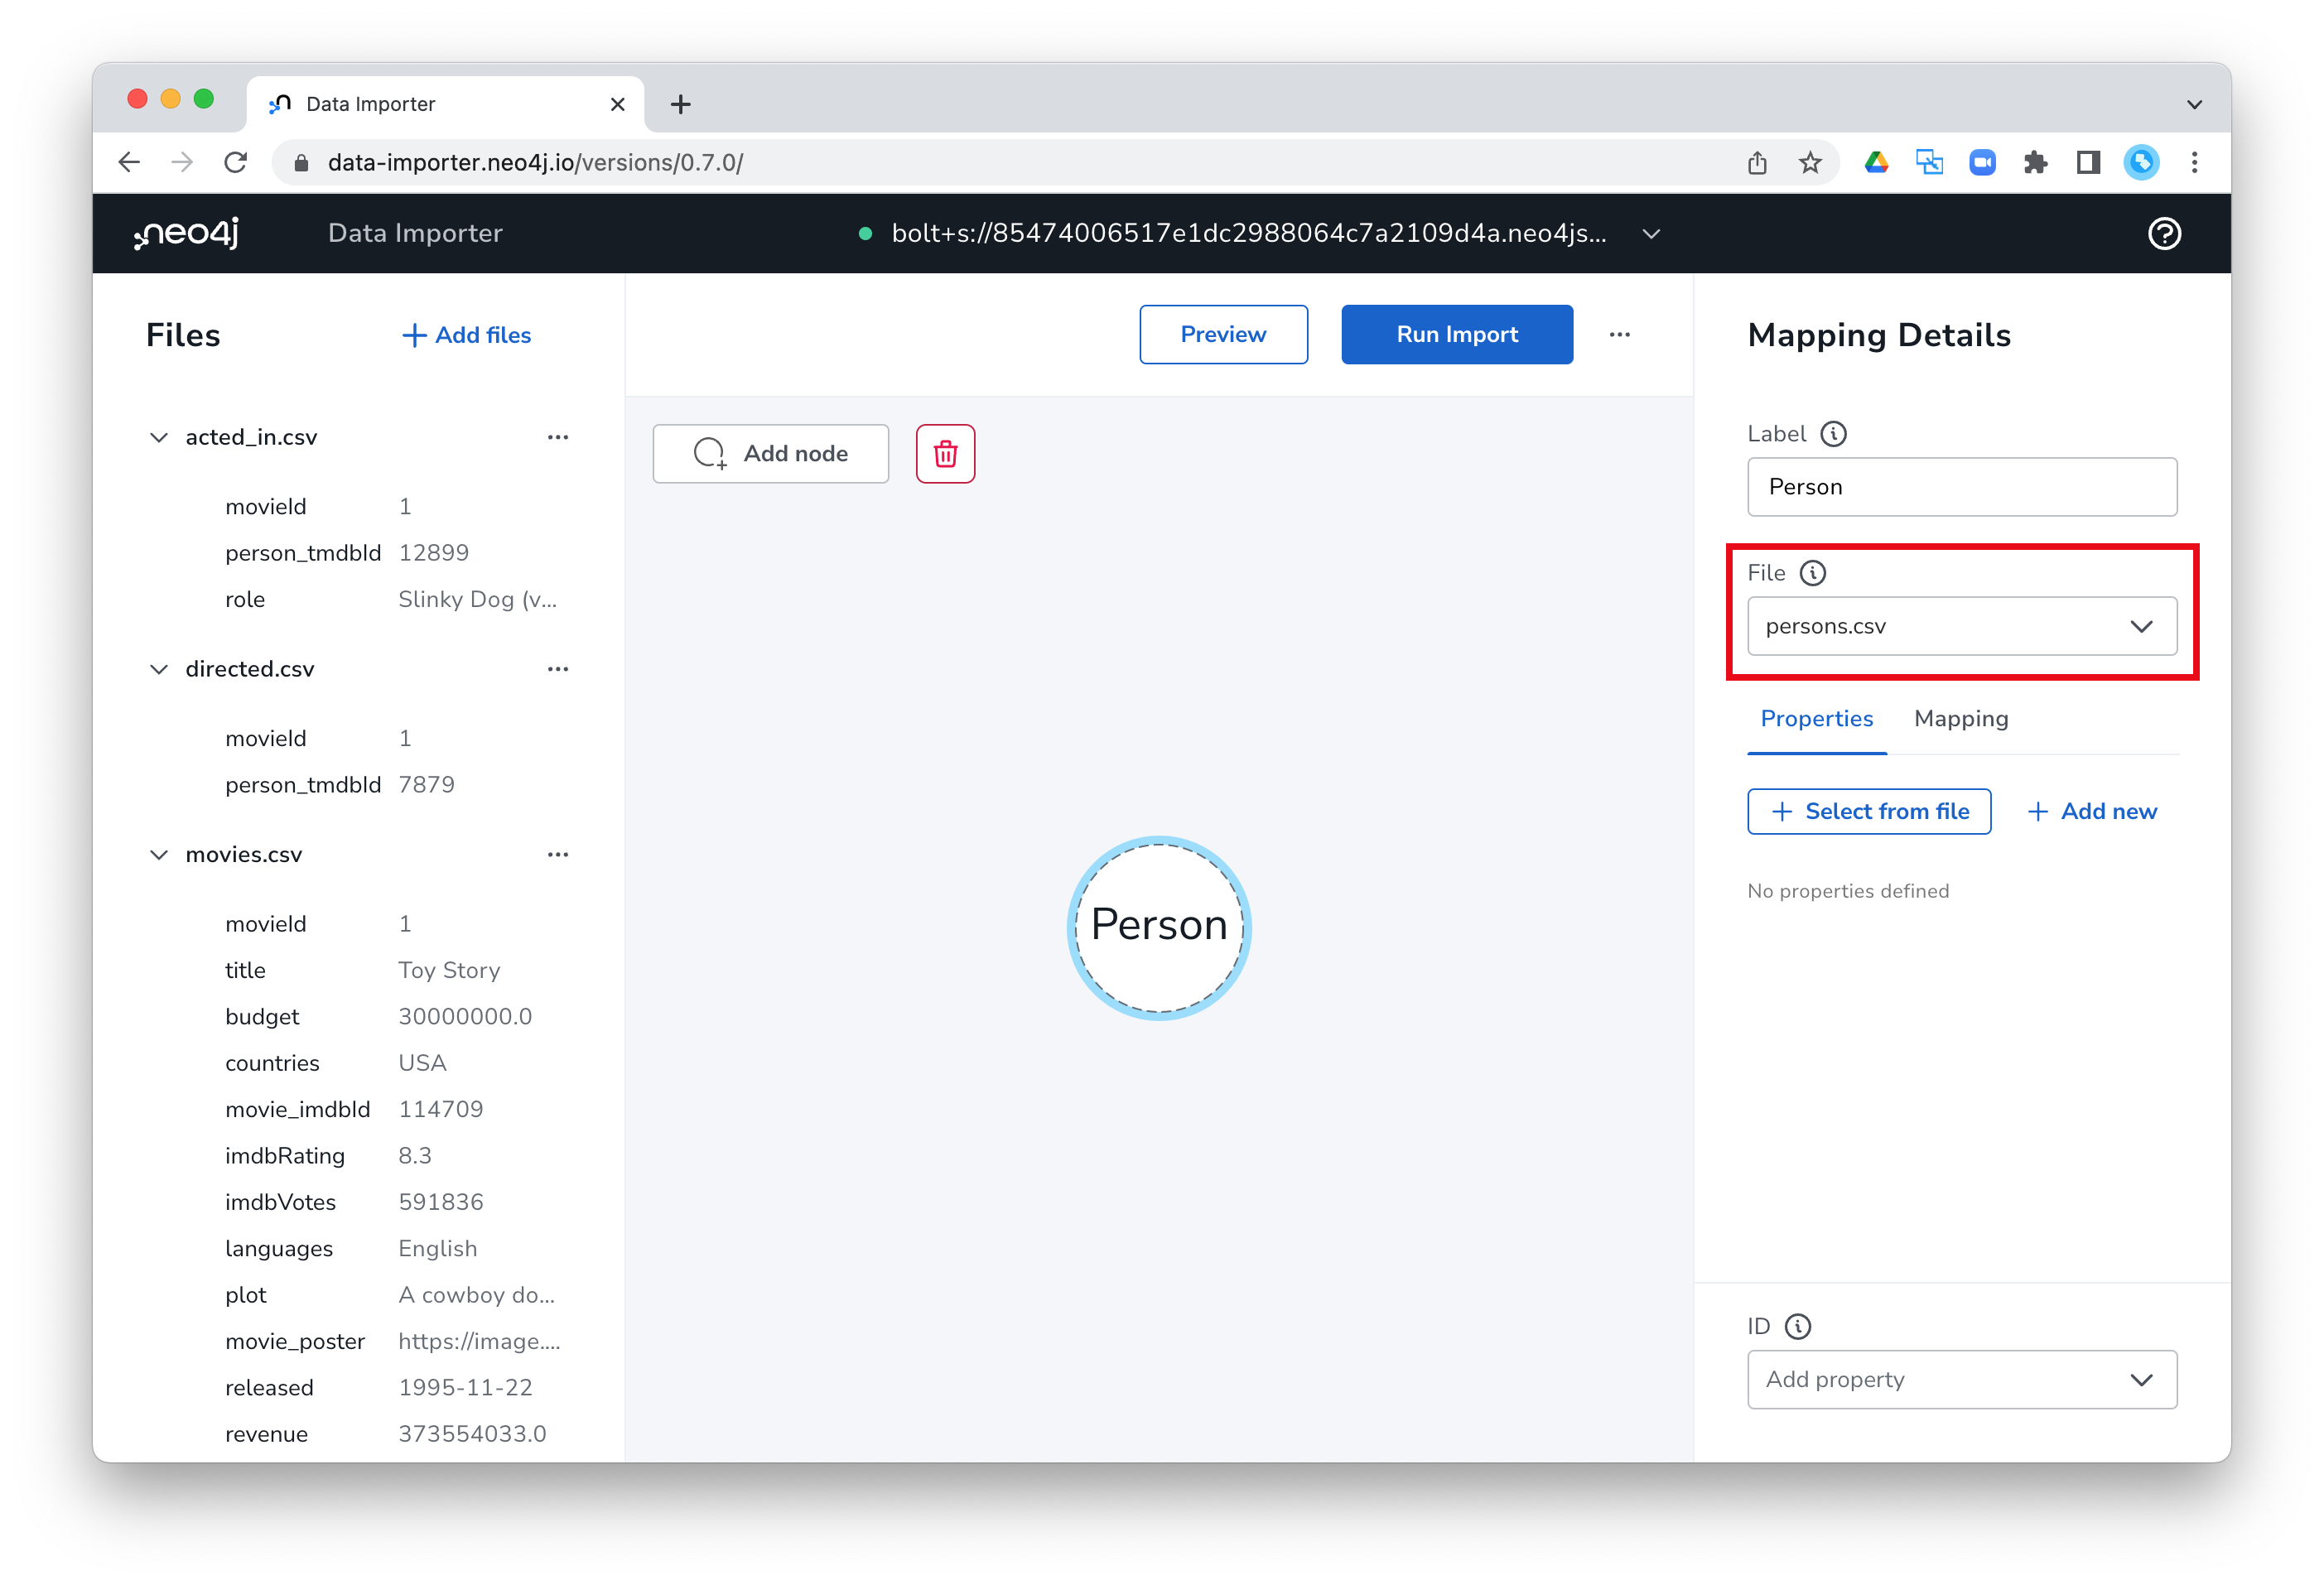 Data Importer
data-importer.neo4j.io/versions/0.7.0/
neo4j
Data Importer
bolt+s://85474006517e1dc2988064c7a2109d4a.neo4js...
Files
Add files
acted_in.csv
movieId 1
person_tmdbId 12899
role Slinky Dog (v...
directed.csv
movieId 1
person_tmdbId 7879
movies.csv
movieId 1
title Toy Story
budget 30000000.0
countries USA
movie_imdbId 114709
imdbRating 8.3
imdbVotes 591836
languages English
plot A cowboy do...
movie_poster https://image....
released 1995-11-22
revenue 373554033.0
Preview
Run Import
Add node
Person
Mapping Details
Label
Person
File
persons.csv
Properties Mapping
Select from file
Add new
No properties defined
ID
Add property